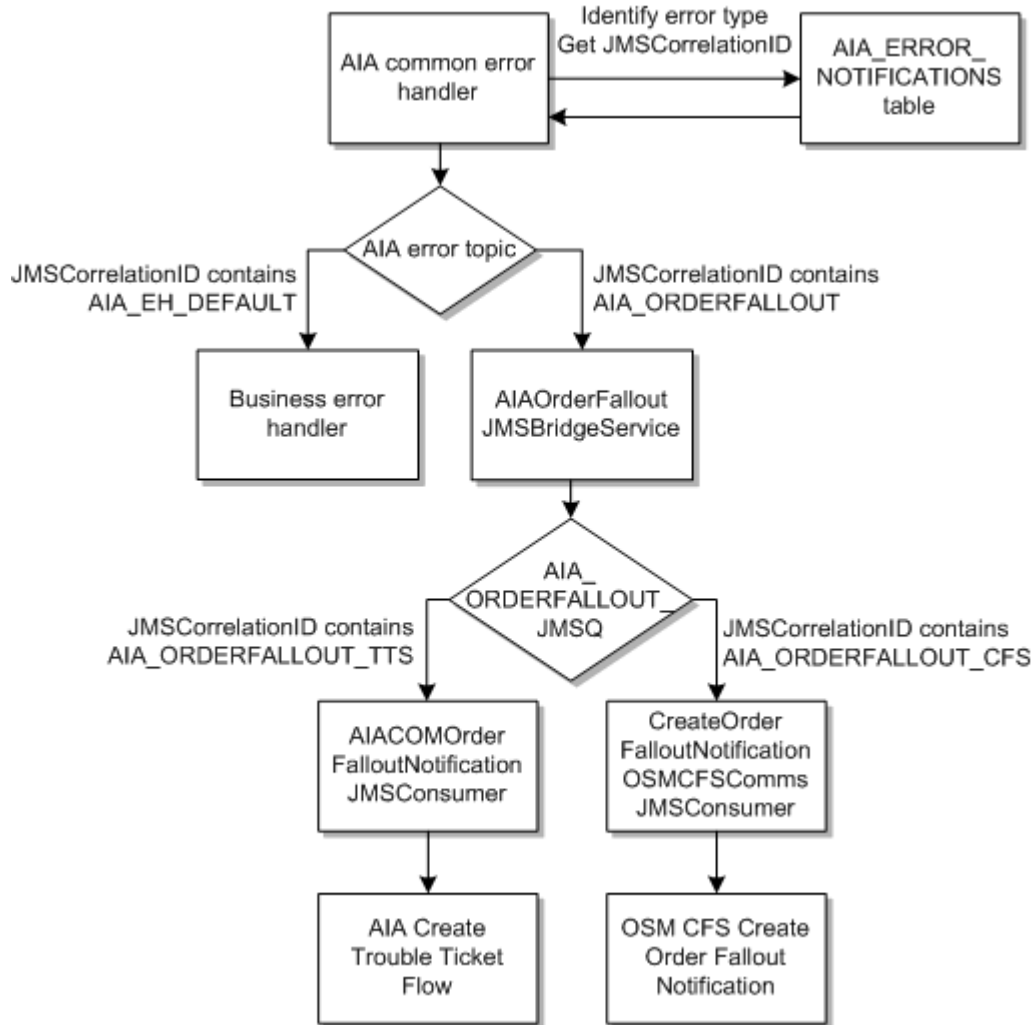 Identify error type
Get JMSCorrelationID
AIA common error
handler
AIA_ERROR_
NOTIFICATIONS
table
AIA error topic
JMSCorrelationID contains
AIA_EH_DEFAULT
JMSCorrelationID contains
AIA_ORDERFALLOUT
Business error
handler
AIAOrderFallout
JMSBridgeService
AIA_
ORDERFALLOUT_
JMSQ
JMSCorrelationID contains
AIA_ORDERFALLOUT_TTS
JMSCorrelationID contains
AIA_ORDERFALLOUT_CFS
AIACOMOrder
FalloutNotification
JMSConsumer
CreateOrder
FalloutNotification
OSMCFSComms
JMSConsumer
AIA Create
Trouble Ticket
Flow
OSM CFS Create
Order Fallout
Notification